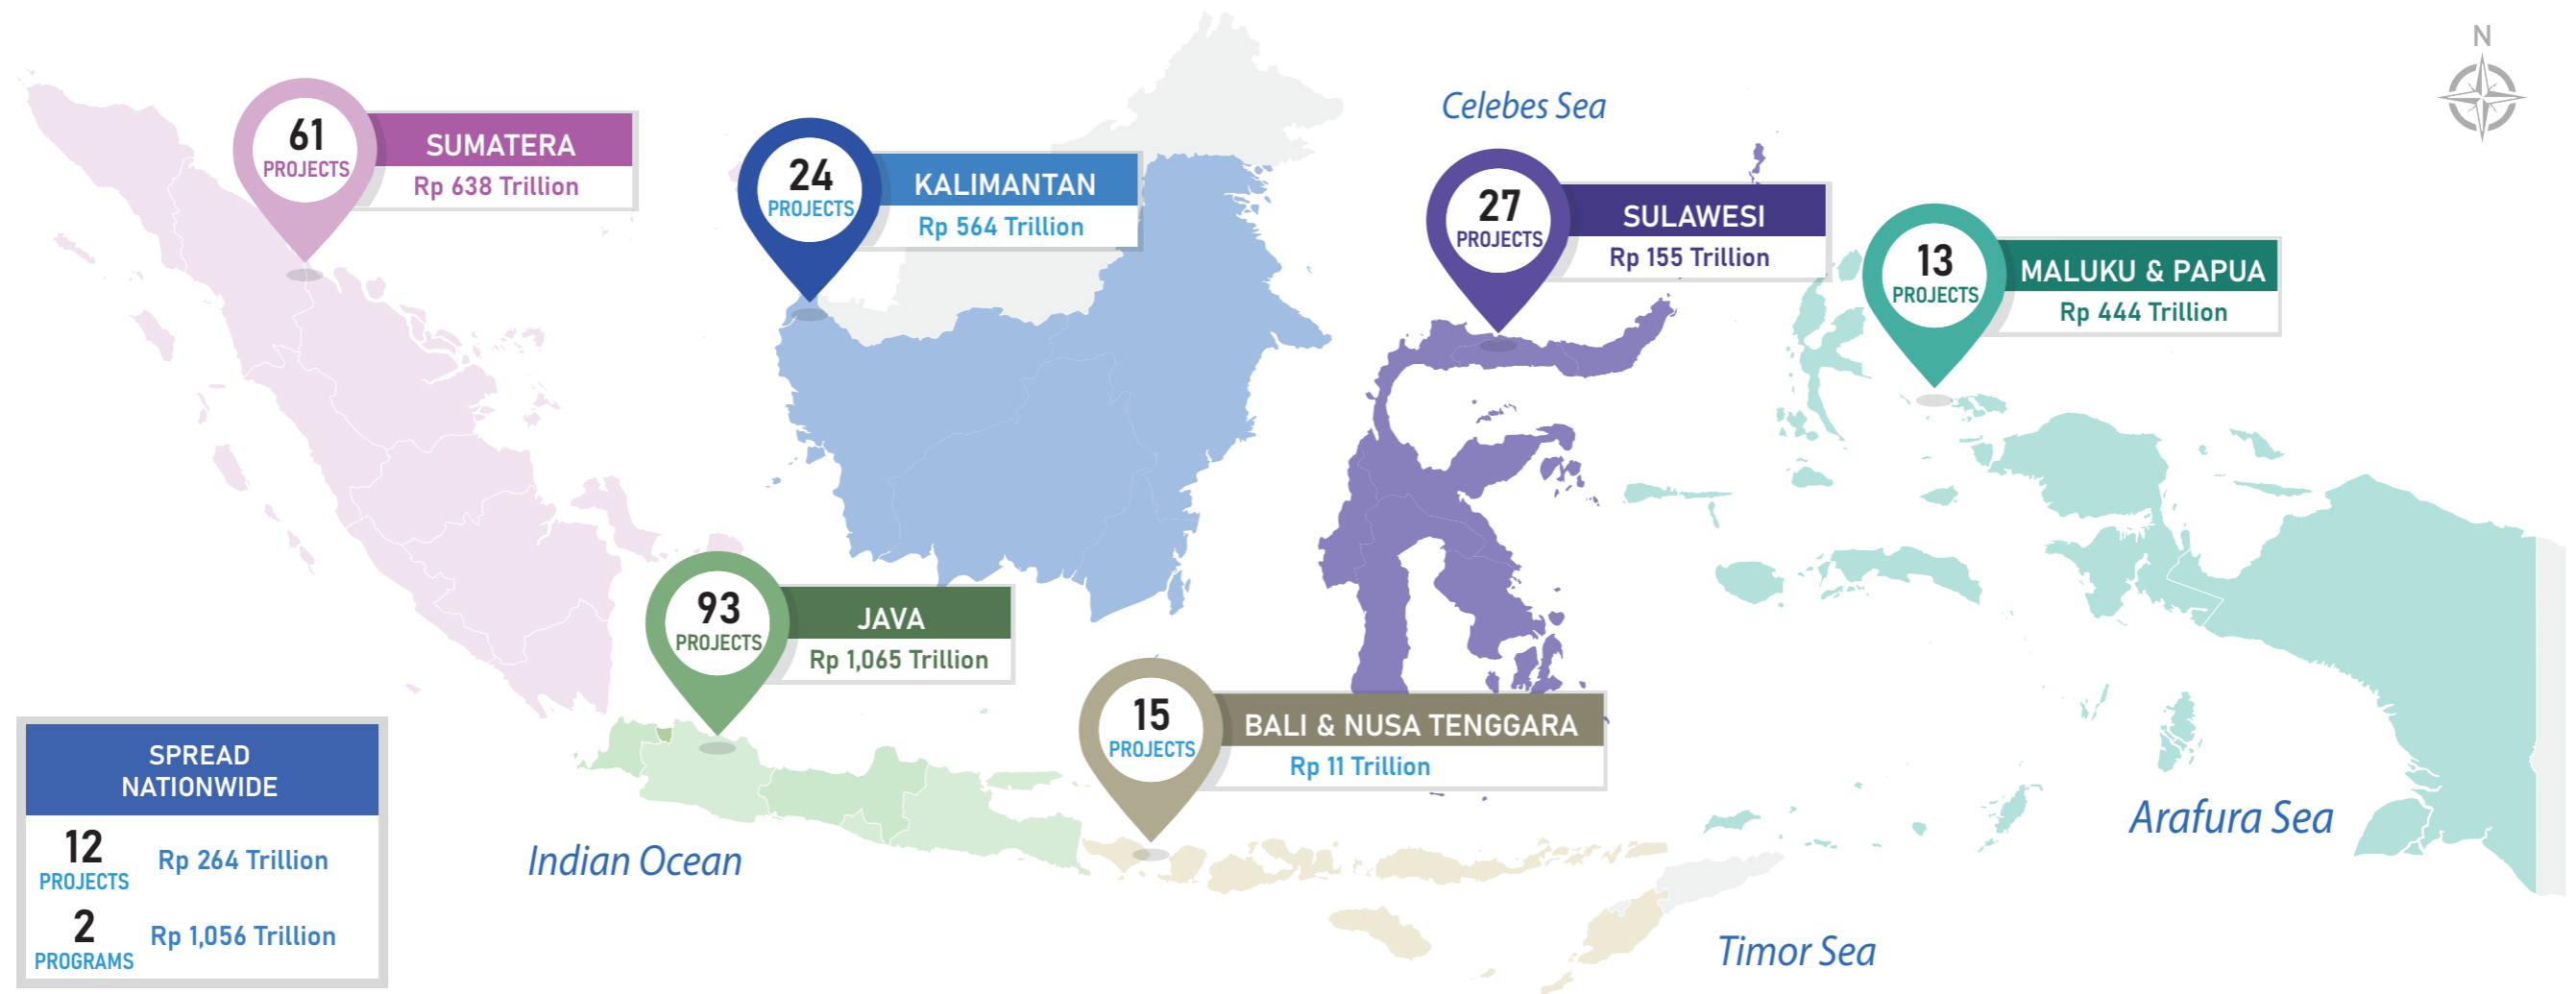 N
Celebes Sea
61
PROJECTS
SUMATERA
Rp 638 Trillion
24
PROJECTS
KALIMANTAN
Rp 564 Trillion
27
PROJECTS
SULAWESI
Rp 155 Trillion
13
PROJECTS
MALUKU & PAPUA
Rp 444 Trillion
93
PROJECTS
JAVA
Rp 1,065 Trillion
15
PROJECTS
BALI & NUSA TENGGARA
Rp 11 Trillion
SPREAD
NATIONWIDE
12
PROJECTS
Rp 264 Trillion
2
PROGRAMS
Rp 1,056 Trillion
Indian Ocean
Arafura Sea
Timor Sea